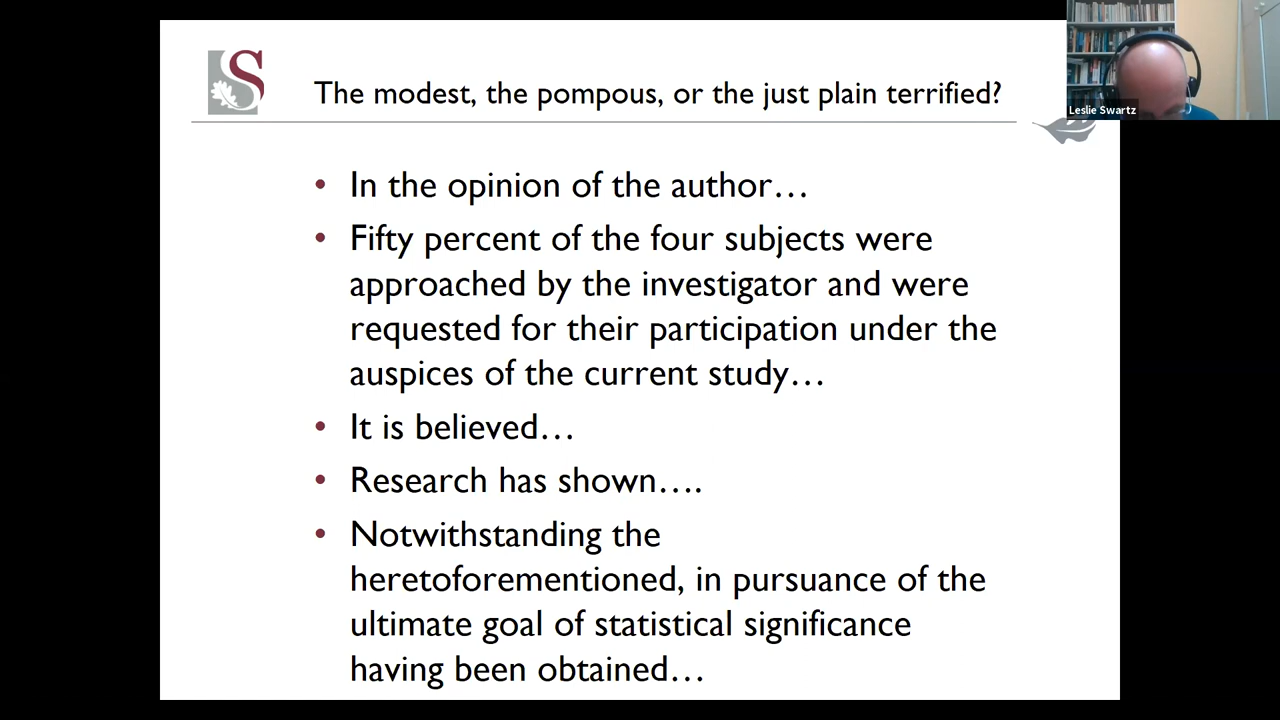 S
The modest, the pompous, or the just plain terrified?
Leslie Swartz
• In the opinion of the author…
• Fifty percent of the four subjects were
approached by the investigator and were
requested for their participation under the
auspices of the current study…
• It is believed…
• Research has shown….
• Notwithstanding the
heretoforementioned, in pursuance of the
ultimate goal of statistical significance
having been obtained…